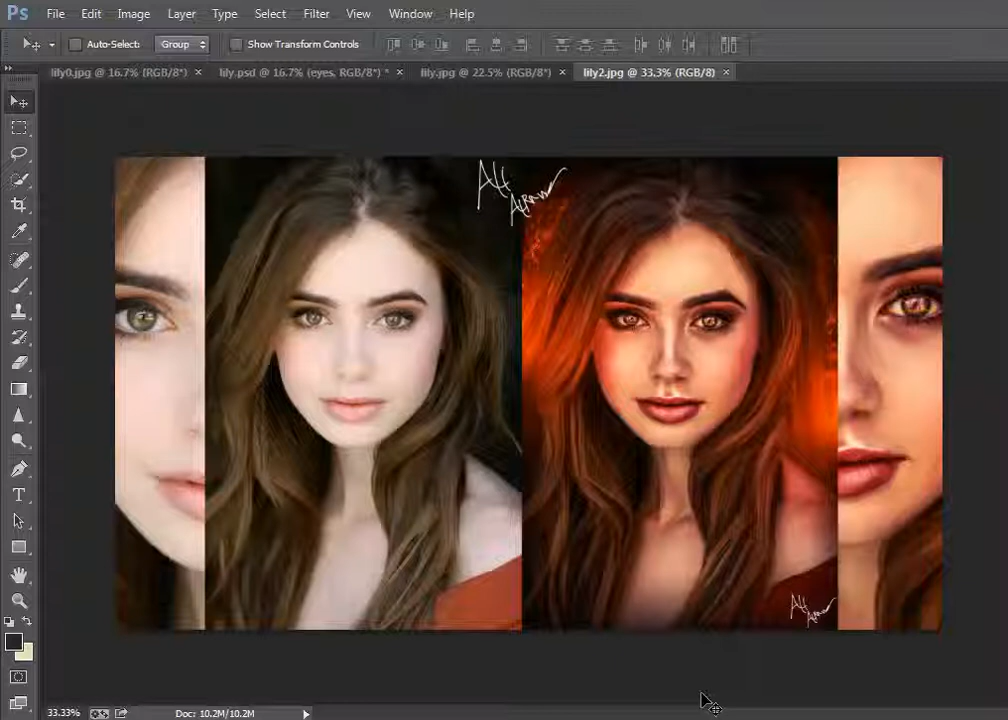 Ps File Edit Image Layer Type Select Filter View Window Help
Auto-Select: Group Show Transform Controls
lily0.jpg @ 16.7% (RGB/8*) × lily.psd @ 16.7% (eyes, RGB/8*) * × lily.jpg @ 22.5% (RGB/8*) × lily2.jpg @ 33.3% (RGB/8) ×
T
33.33% Doc: 10.2M/10.2M